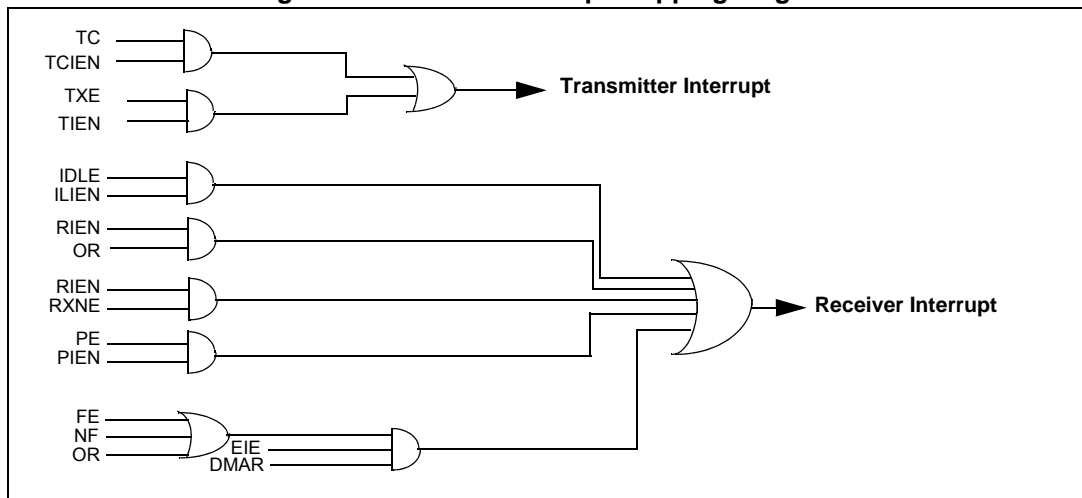 TC
TCIEN
Transmitter Interrupt
TXE
TIEN
IDLE
ILIEN
RIEN
OR
RIEN
RXNE
Receiver Interrupt
PE
PIEN
FE
NF
OR
EIE
DMAR